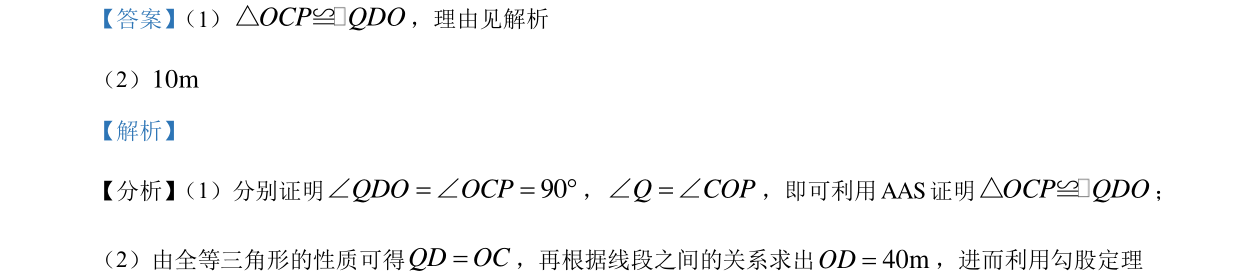 【答案】（1）△OCP≌□QDO，理由见解析
（2）10m
【解析】
【分析】（1）分别证明∠QDO = ∠OCP = 90°，∠Q = ∠COP，即可利用 AAS 证明△OCP≌□QDO；
（2）由全等三角形的性质可得QD = OC，再根据线段之间的关系求出OD = 40m，进而利用勾股定理